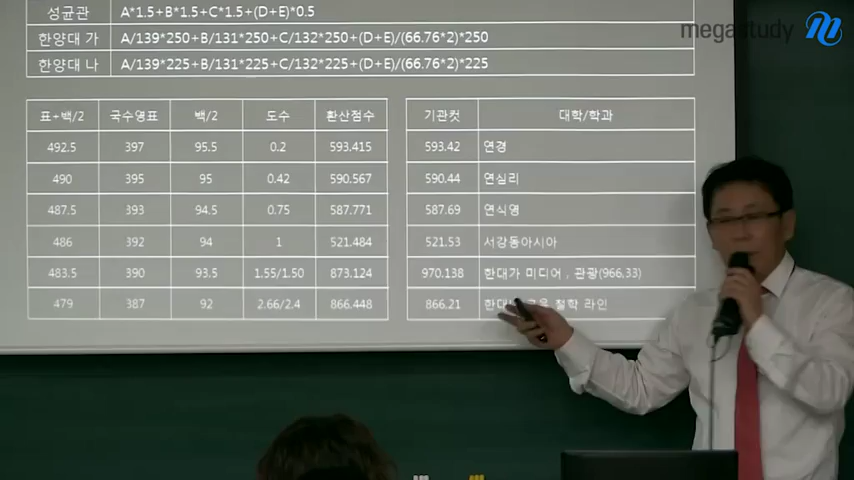 성균관 A*1.5+B*1.5+C*1.5+(D+E)*0.5
megastudy
한양대 가 A/139*250+B/131*250+C/132*250+(D+E)/(66.76*2)*250
한양대 나 A/139*225+B/131*225+C/132*225+(D+E)/(66.76*2)*225
표+백/2 국수영표 백/2 도수 환산점수 기관컷 대학/학과
492.5 397 95.5 0.2 593.415 593.42 연경
490 395 95 0.42 590.567 590.44 연심리
487.5 393 94.5 0.75 587.771 587.69 연식영
486 392 94 1 521.484 521.53 서강동아시아
483.5 390 93.5 1.55/1.50 873.124 970.138 한대가 미디어 , 관광(966.33)
479 387 92 2.66/2.4 866.448 866.21 철학 라인